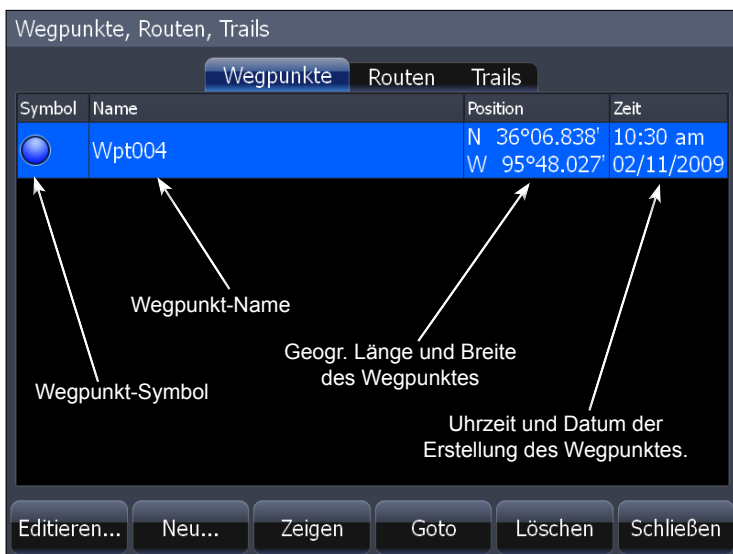 Wegpunkte, Routen, Trails
Wegpunkte Routen Trails
Symbol Name Position Zeit
Wpt004 N 36°06.838' 10:30 am
W 95°48.027' 02/11/2009
Wegpunkt-Name
Geogr. Länge und Breite
des Wegpunktes
Wegpunkt-Symbol
Uhrzeit und Datum der
Erstellung des Wegpunktes.
Editieren... Neu... Zeigen Goto Löschen Schließen